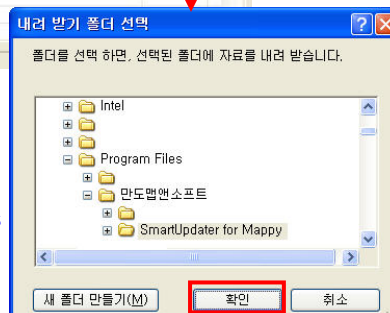 내려 받기 폴더 선택
폴더를 선택 하면, 선택된 폴더에 자료를 내려 받습니다.
Intel
Program Files
만도맵앤소프트
SmartUpdater for Mappy
새 폴더 만들기(M)
확인
취소